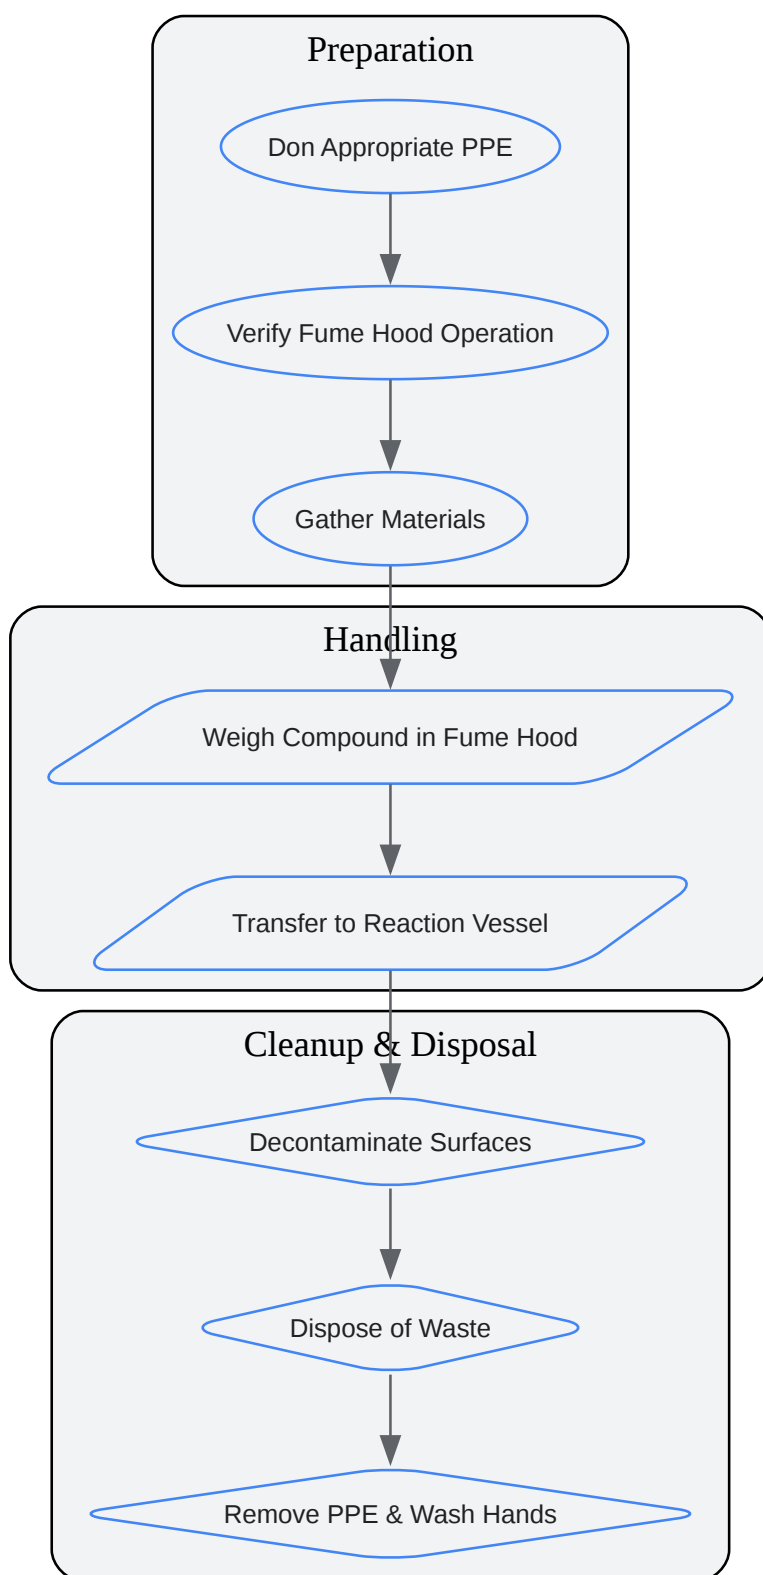 Preparation
Don Appropriate PPE
Verify Fume Hood Operation
Gather Materials
Handling
Weigh Compound in Fume Hood
Transfer to Reaction Vessel
Cleanup & Disposal
Decontaminate Surfaces
Dispose of Waste
Remove PPE & Wash Hands